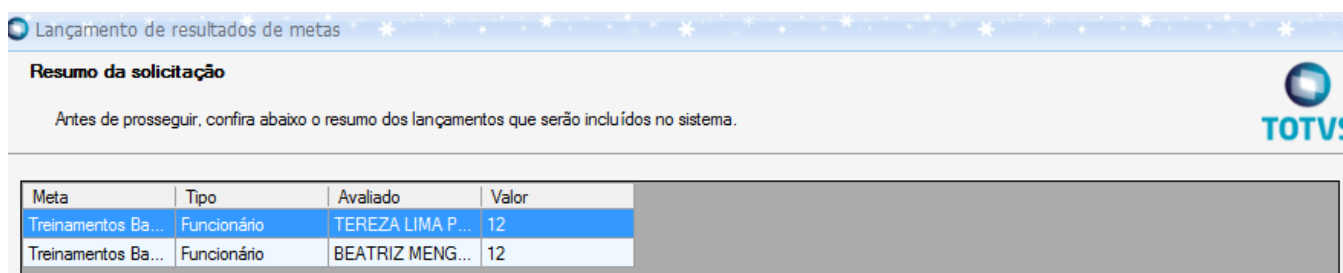 Lançamento de resultados de metas
Resumo da solicitação
Antes de prosseguir, confira abaixo o resumo dos lançamentos que serão incluídos no sistema.
TOTVS
Meta Tipo Avaliado Valor
Treinamentos Ba... Funcionário TEREZA LIMA P... 12
Treinamentos Ba... Funcionário BEATRIZ MENG... 12